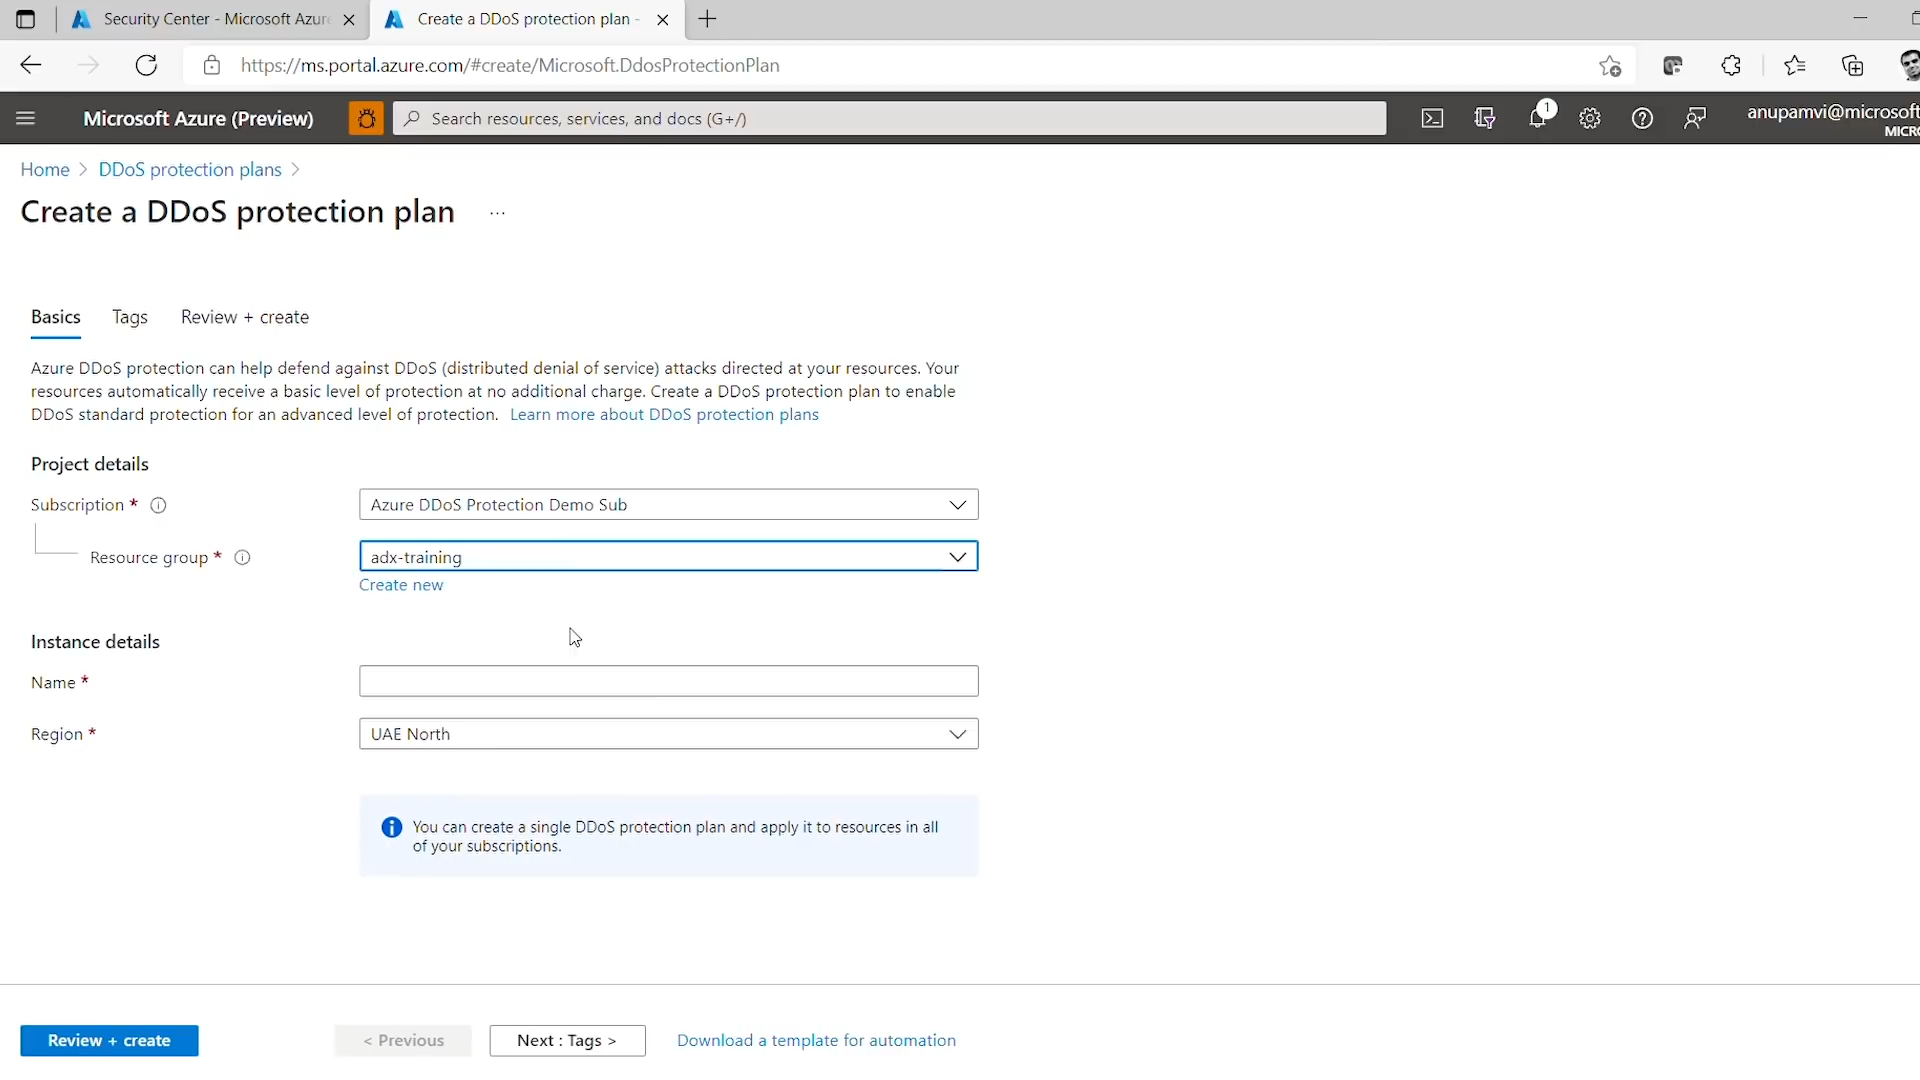 Security Center - Microsoft Azure
Create a DDoS protection plan -
https://ms.portal.azure.com/#create/Microsoft.DdosProtectionPlan
Microsoft Azure (Preview)
Search resources, services, and docs (G+/)
1
anupamvi@microsoft
MICRO
Home > DDoS protection plans >
Create a DDoS protection plan ...
Basics Tags Review + create
Azure DDoS protection can help defend against DDoS (distributed denial of service) attacks directed at your resources. Your
resources automatically receive a basic level of protection at no additional charge. Create a DDoS protection plan to enable
DDoS standard protection for an advanced level of protection. Learn more about DDoS protection plans
Project details
Subscription * Azure DDoS Protection Demo Sub
Resource group * adx-training
Create new
Instance details
Name *
Region * UAE North
You can create a single DDoS protection plan and apply it to resources in all
of your subscriptions.
Review + create < Previous Next : Tags > Download a template for automation